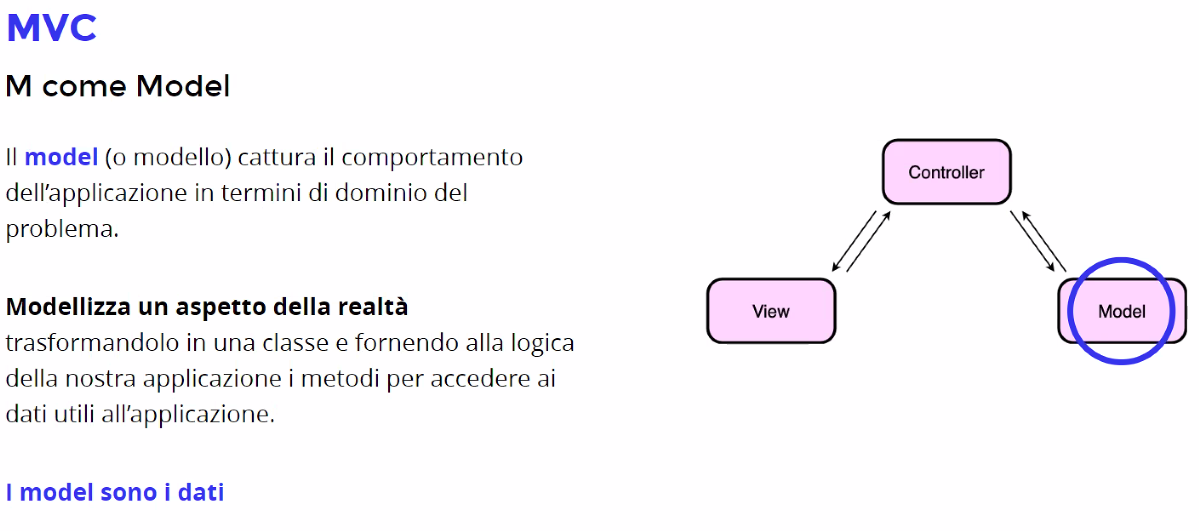 MVC
M come Model
Il model (o modello) cattura il comportamento
dell'applicazione in termini di dominio del
problema.
Modellizza un aspetto della realtà
trasformandolo in una classe e fornendo alla logica
della nostra applicazione i metodi per accedere ai
dati utili all'applicazione.
I model sono i dati
Controller
View
Model